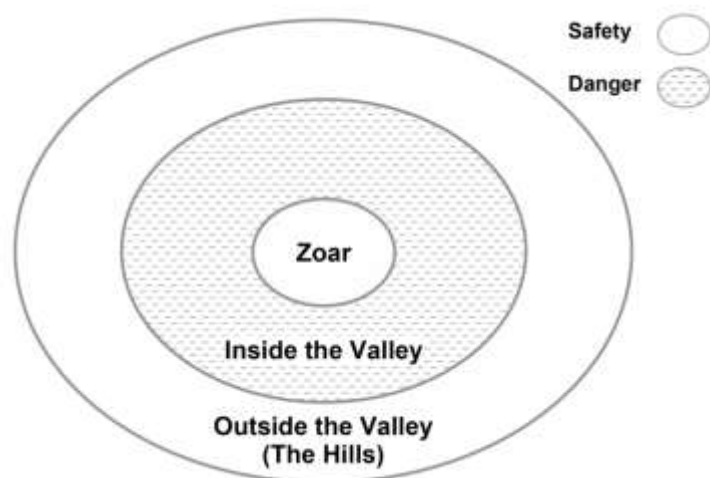 Safety
Danger
Zoar
Inside the Valley
Outside the Valley
(The Hills)